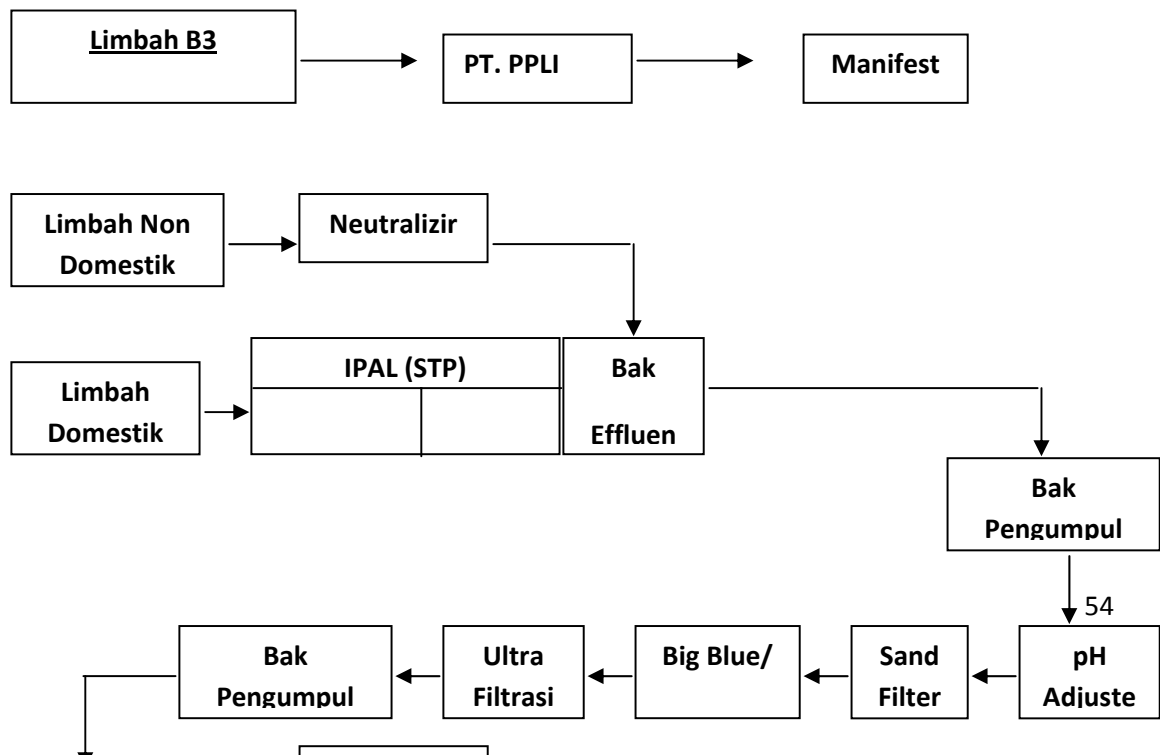 Limbah B3
PT. PPLI
Manifest
Limbah Non
Domestik
Neutralizir
Limbah
Domestik
IPAL (STP)
Bak
Effluen
Bak
Pengumpul
54
pH
Adjuste
Sand
Filter
Big Blue/
Ultra
Filtrasi
Bak
Pengumpul